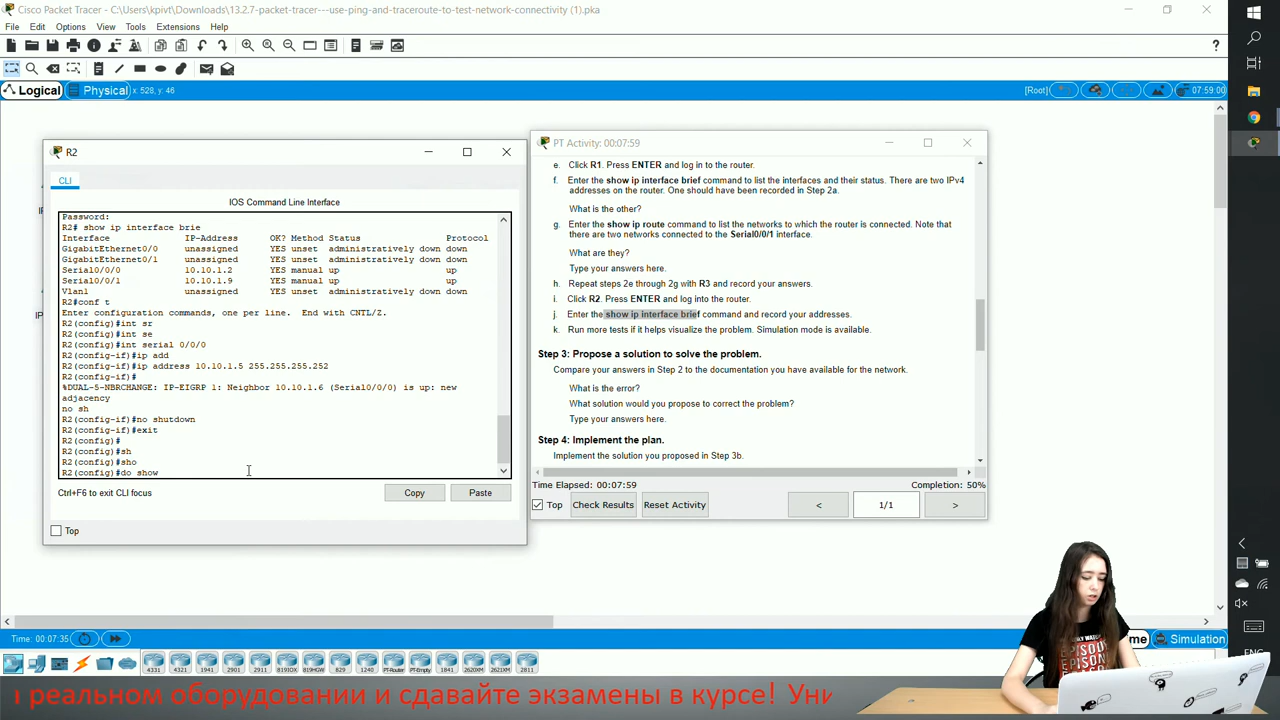 Cisco Packet Tracer - C:\Users\kpivt\Downloads\13.2.7-packet-tracer---use-ping-and-traceroute-to-test-network-connectivity (1).pka
File Edit Options View Tools Extensions Help
Logical Physical x: 528, y: 46 [Root] 07:59:00
R2
CLI
IOS Command Line Interface
Password:
R2# show ip interface brie
Interface IP-Address OK? Method Status Protocol
GigabitEthernet0/0 unassigned YES unset administratively down down
GigabitEthernet0/1 unassigned YES unset administratively down down
Serial0/0/0 10.10.1.2 YES manual up up
Serial0/0/1 10.10.1.9 YES manual up up
Vlan1 unassigned YES unset administratively down down
R2#conf t
Enter configuration commands, one per line. End with CNTL/Z.
R2(config)#int sr
R2(config)#int se
R2(config)#int serial 0/0/0
R2(config-if)#ip add
R2(config-if)#ip address 10.10.1.5 255.255.255.252
R2(config-if)#
%DUAL-5-NBRCHANGE: IP-EIGRP 1: Neighbor 10.10.1.6 (Serial0/0/0) is up: new
adjacency
no sh
R2(config-if)#no shutdown
R2(config-if)#exit
R2(config)#
R2(config)#sh
R2(config)#sho
R2(config)#do show
Ctrl+F6 to exit CLI focus
Copy Paste
Top
PT Activity: 00:07:59
e. Click R1. Press ENTER and log in to the router.
f. Enter the show ip interface brief command to list the interfaces and their status. There are two IPv4
addresses on the router. One should have been recorded in Step 2a.
What is the other?
g. Enter the show ip route command to list the networks to which the router is connected. Note that
there are two networks connected to the Serial0/0/1 interface.
What are they?
Type your answers here.
h. Repeat steps 2e through 2g with R3 and record your answers.
i. Click R2. Press ENTER and log into the router.
j. Enter the show ip interface brief command and record your addresses.
k. Run more tests if it helps visualize the problem. Simulation mode is available.
Step 3: Propose a solution to solve the problem.
Compare your answers in Step 2 to the documentation you have available for the network.
What is the error?
What solution would you propose to correct the problem?
Type your answers here.
Step 4: Implement the plan.
Implement the solution you proposed in Step 3b.
Time Elapsed: 00:07:59 Completion: 50%
Top Check Results Reset Activity < 1/1 >
Time: 00:07:35 me Simulation
4331 4321 1941 2901 2911 819IOX 819HGW 829 1240 PT-Router PT-Empty 1841 2620XM 2621XM 2811
реальном оборудовании и сдавайте экзамены в курсе! Уни